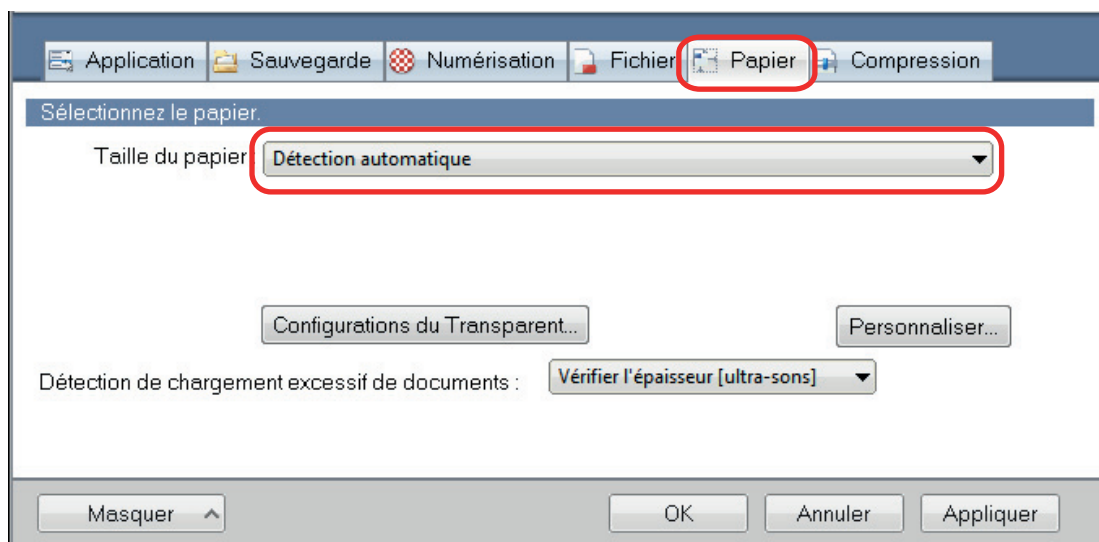 Application Sauvegarde Numérisation Fichier Papier Compression
Sélectionnez le papier.
Taille du papier : Détection automatique
Configurations du Transparent... Personnaliser...
Détection de chargement excessif de documents : Vérifier l'épaisseur [ultra-sons]
Masquer OK Annuler Appliquer